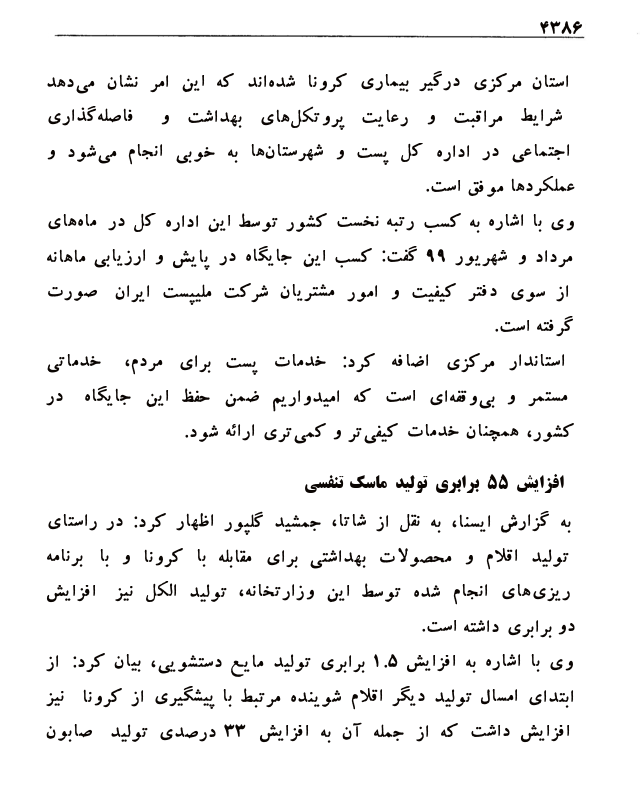 ۴۳۸۶
استان مرکزی درگیر بیماری کرونا شده‌اند که این امر نشان می‌دهد
شرایط مراقبت و رعایت پروتکل‌های بهداشت و فاصله‌گذاری
اجتماعی در اداره کل پست و شهرستان‌ها به خوبی انجام می‌شود و
عملکردها موفق است.
وی با اشاره به کسب رتبه نخست کشور توسط این اداره کل در ماه‌های
مرداد و شهریور ۹۹ گفت: کسب این جایگاه در پایش و ارزیابی ماهانه
از سوی دفتر کیفیت و امور مشتریان شرکت ملیپست ایران صورت
گرفته است.
استاندار مرکزی اضافه کرد: خدمات پست برای مردم، خدماتی
مستمر و بی‌وقفه‌ای است که امیدواریم ضمن حفظ این جایگاه در
کشور، همچنان خدمات کیفی‌تر و کمی‌تری ارائه شود.
افزایش ۵۵ برابری تولید ماسک تنفسی
به گزارش ایسنا، به نقل از شاتا، جمشید گلپور اظهار کرد: در راستای
تولید اقلام و محصولات بهداشتی برای مقابله با کرونا و با برنامه
ریزی‌های انجام شده توسط این وزارتخانه، تولید الکل نیز افزایش
دو برابری داشته است.
وی با اشاره به افزایش ۱.۵ برابری تولید مایع دستشویی، بیان کرد: از
ابتدای امسال تولید دیگر اقلام شوینده مرتبط با پیشگیری از کرونا نیز
افزایش داشت که از جمله آن به افزایش ۳۳ درصدی تولید صابون